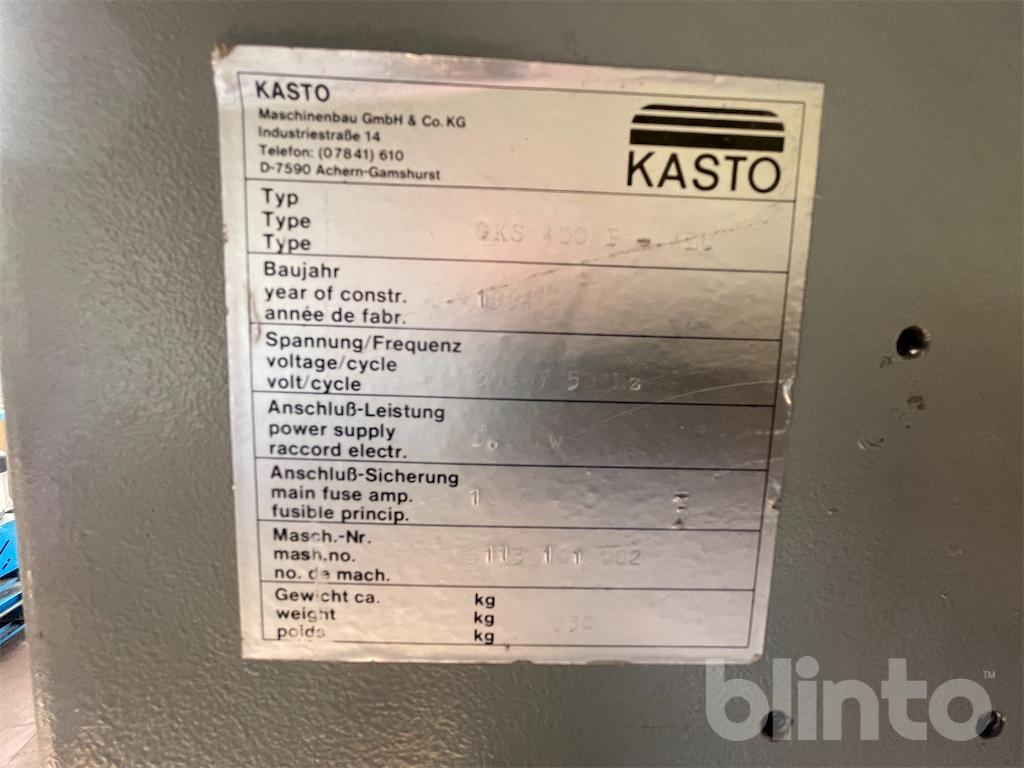 KASTO
Maschinenbau GmbH & Co. KG
Industriestraße 14
Telefon: (07841) 610
D-7590 Achern-Gamshurst
KASTO
Typ
Type
Type
GKS
Baujahr
year of constr.
année de fabr.
Spannung/Frequenz
voltage/cycle
volt/cycle
Anschluß-Leistung
power supply
raccord electr.
Anschluß-Sicherung
main fuse amp.
fusible princip.
Masch.-Nr.
mash.no.
no. de mach.
Gewicht ca. kg
weight kg
poids kg
930
blinto™